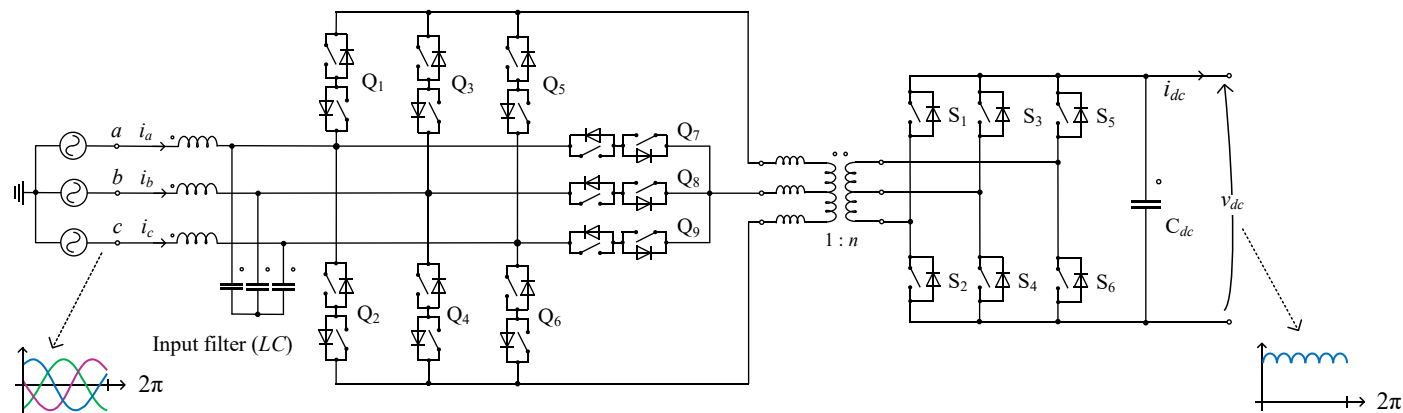 Q₁ Q₃ Q₅
a iₐ Q₇
b i_b Q₈
c i_c Q₉
S₁ S₃ S₅
i_dc
v_dc
C_dc
1 : n
Q₂ Q₄ Q₆
S₂ S₄ S₆
Input filter (LC)
2π
2π